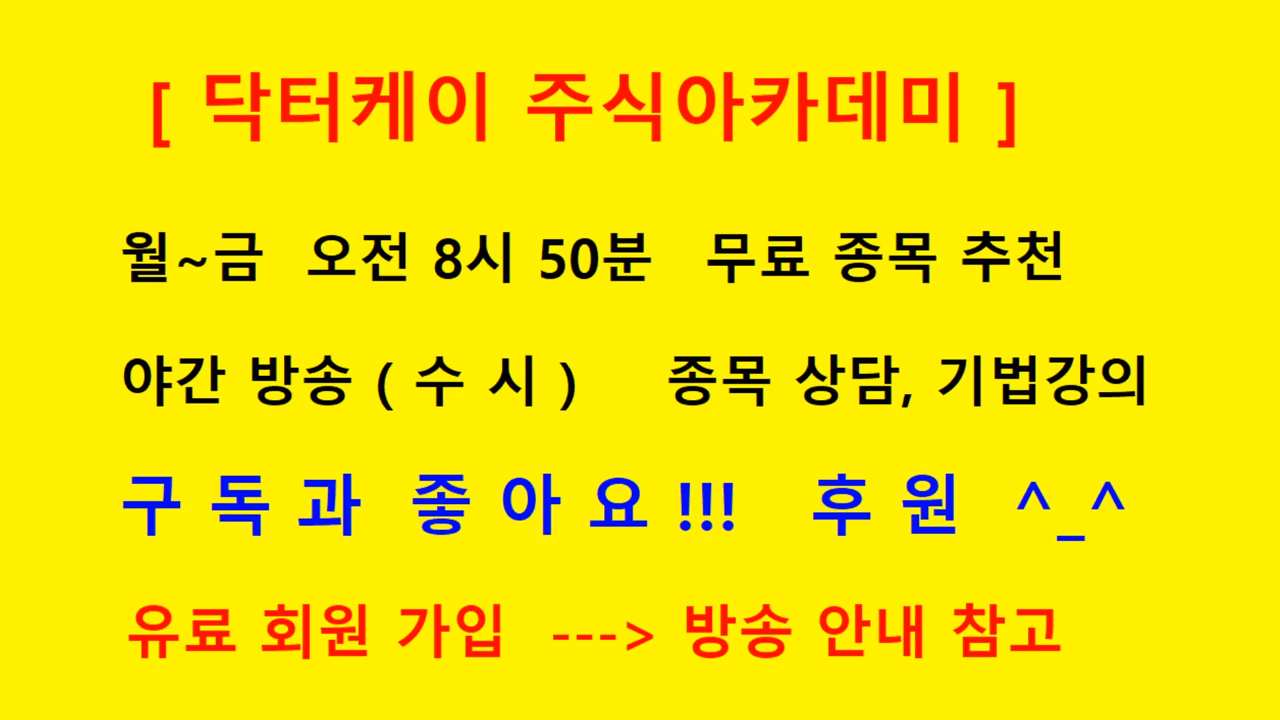 [ 닥터케이 주식아카데미 ]
월~금 오전 8시 50분 무료 종목 추천
야간 방송 ( 수 시 ) 종목 상담, 기법강의
구 독 과 좋 아 요 !!! 후 원 ^_^
유료 회원 가입 ---> 방송 안내 참고